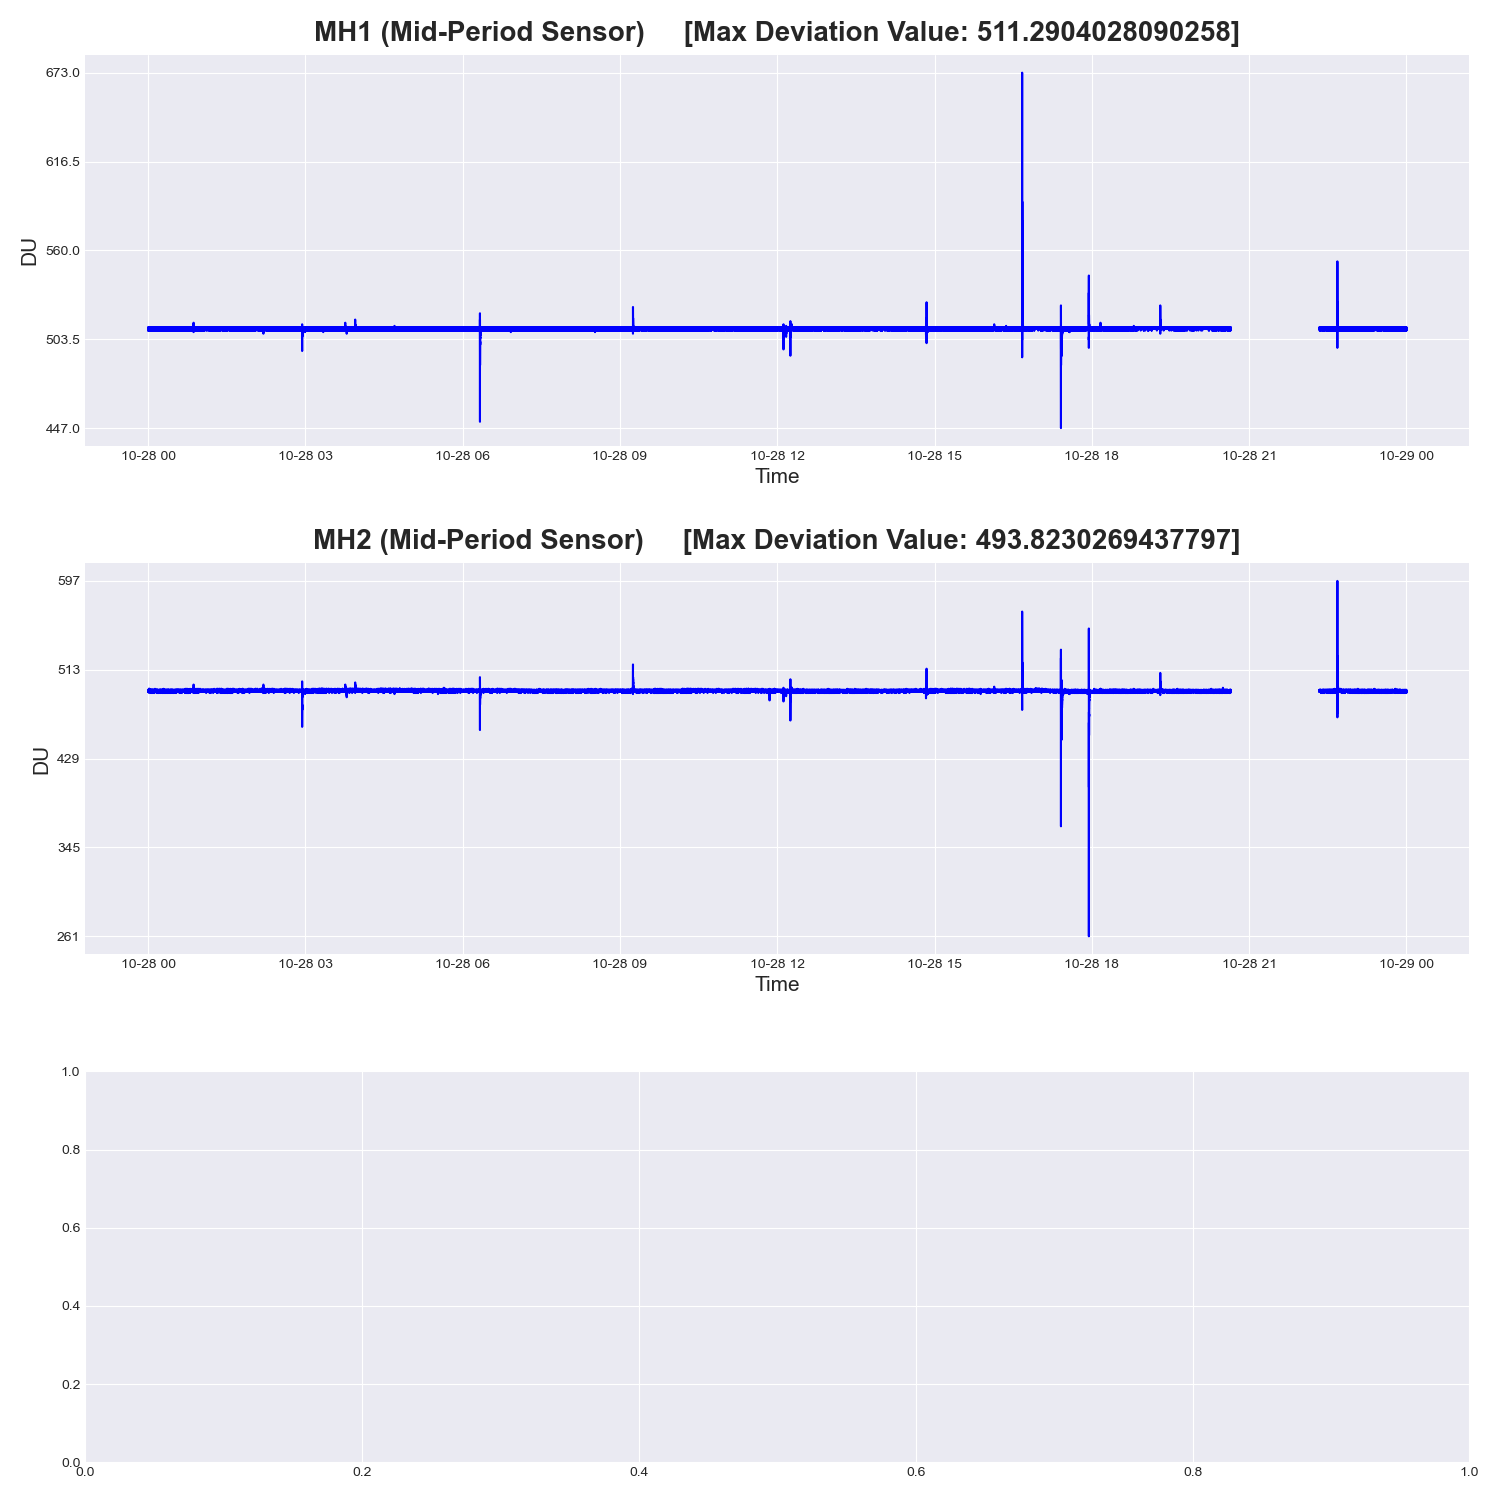 MH1 (Mid-Period Sensor) [Max Deviation Value: 511.2904028090258]
673.0
616.5
560.0
503.5
447.0
DU
10-28 00 10-28 03 10-28 06 10-28 09 10-28 12 10-28 15 10-28 18 10-28 21 10-29 00
Time
MH2 (Mid-Period Sensor) [Max Deviation Value: 493.8230269437797]
597
513
429
345
261
DU
10-28 00 10-28 03 10-28 06 10-28 09 10-28 12 10-28 15 10-28 18 10-28 21 10-29 00
Time
1.0
0.8
0.6
0.4
0.2
0.0
0.0 0.2 0.4 0.6 0.8 1.0